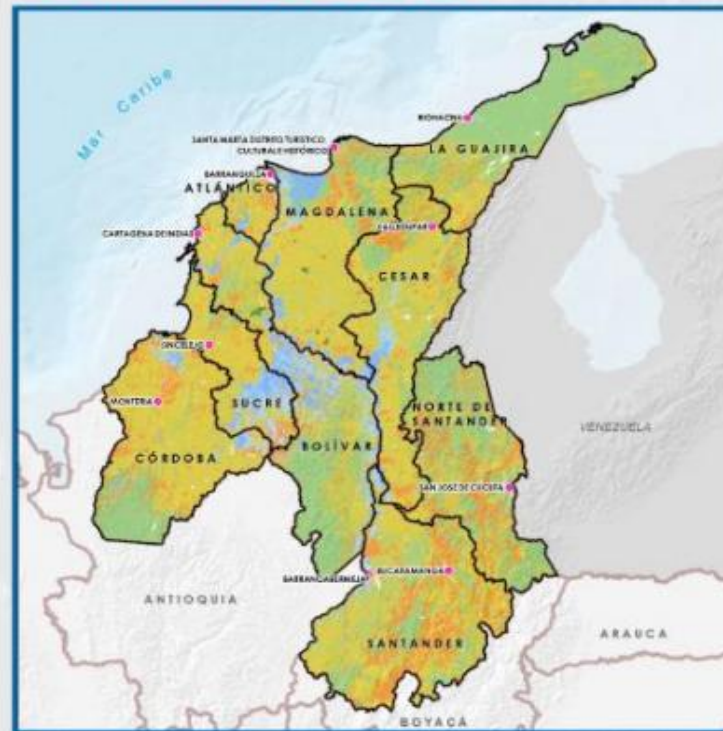 Mar Caribe
RIOHACHA
SANTA MARTA DISTRITO TURÍSTICO
CULTURAL E HISTÓRICO
LA GUAJIRA
BARRANQUILLA
ATLÁNTICO
MAGDALENA
VALLEDUPAR
CARTAGENA DE INDIAS
CESAR
SINCELEJO
MONTERÍA
SUCRE
NORTE DE
SANTANDER
VENEZUELA
BOLÍVAR
CÓRDOBA
SAN JOSÉ DE CÚCUTA
BARRANCABERMEJA
BUCARAMANGA
ANTIOQUIA
ARAUCA
SANTANDER
BOYACÁ